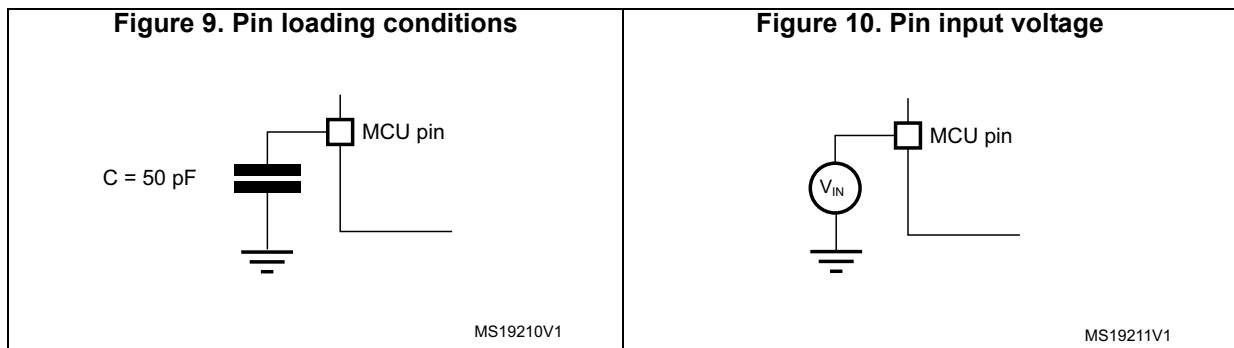 Figure 9. Pin loading conditions
MCU pin
C = 50 pF
MS19210V1
Figure 10. Pin input voltage
MCU pin
VIN
MS19211V1